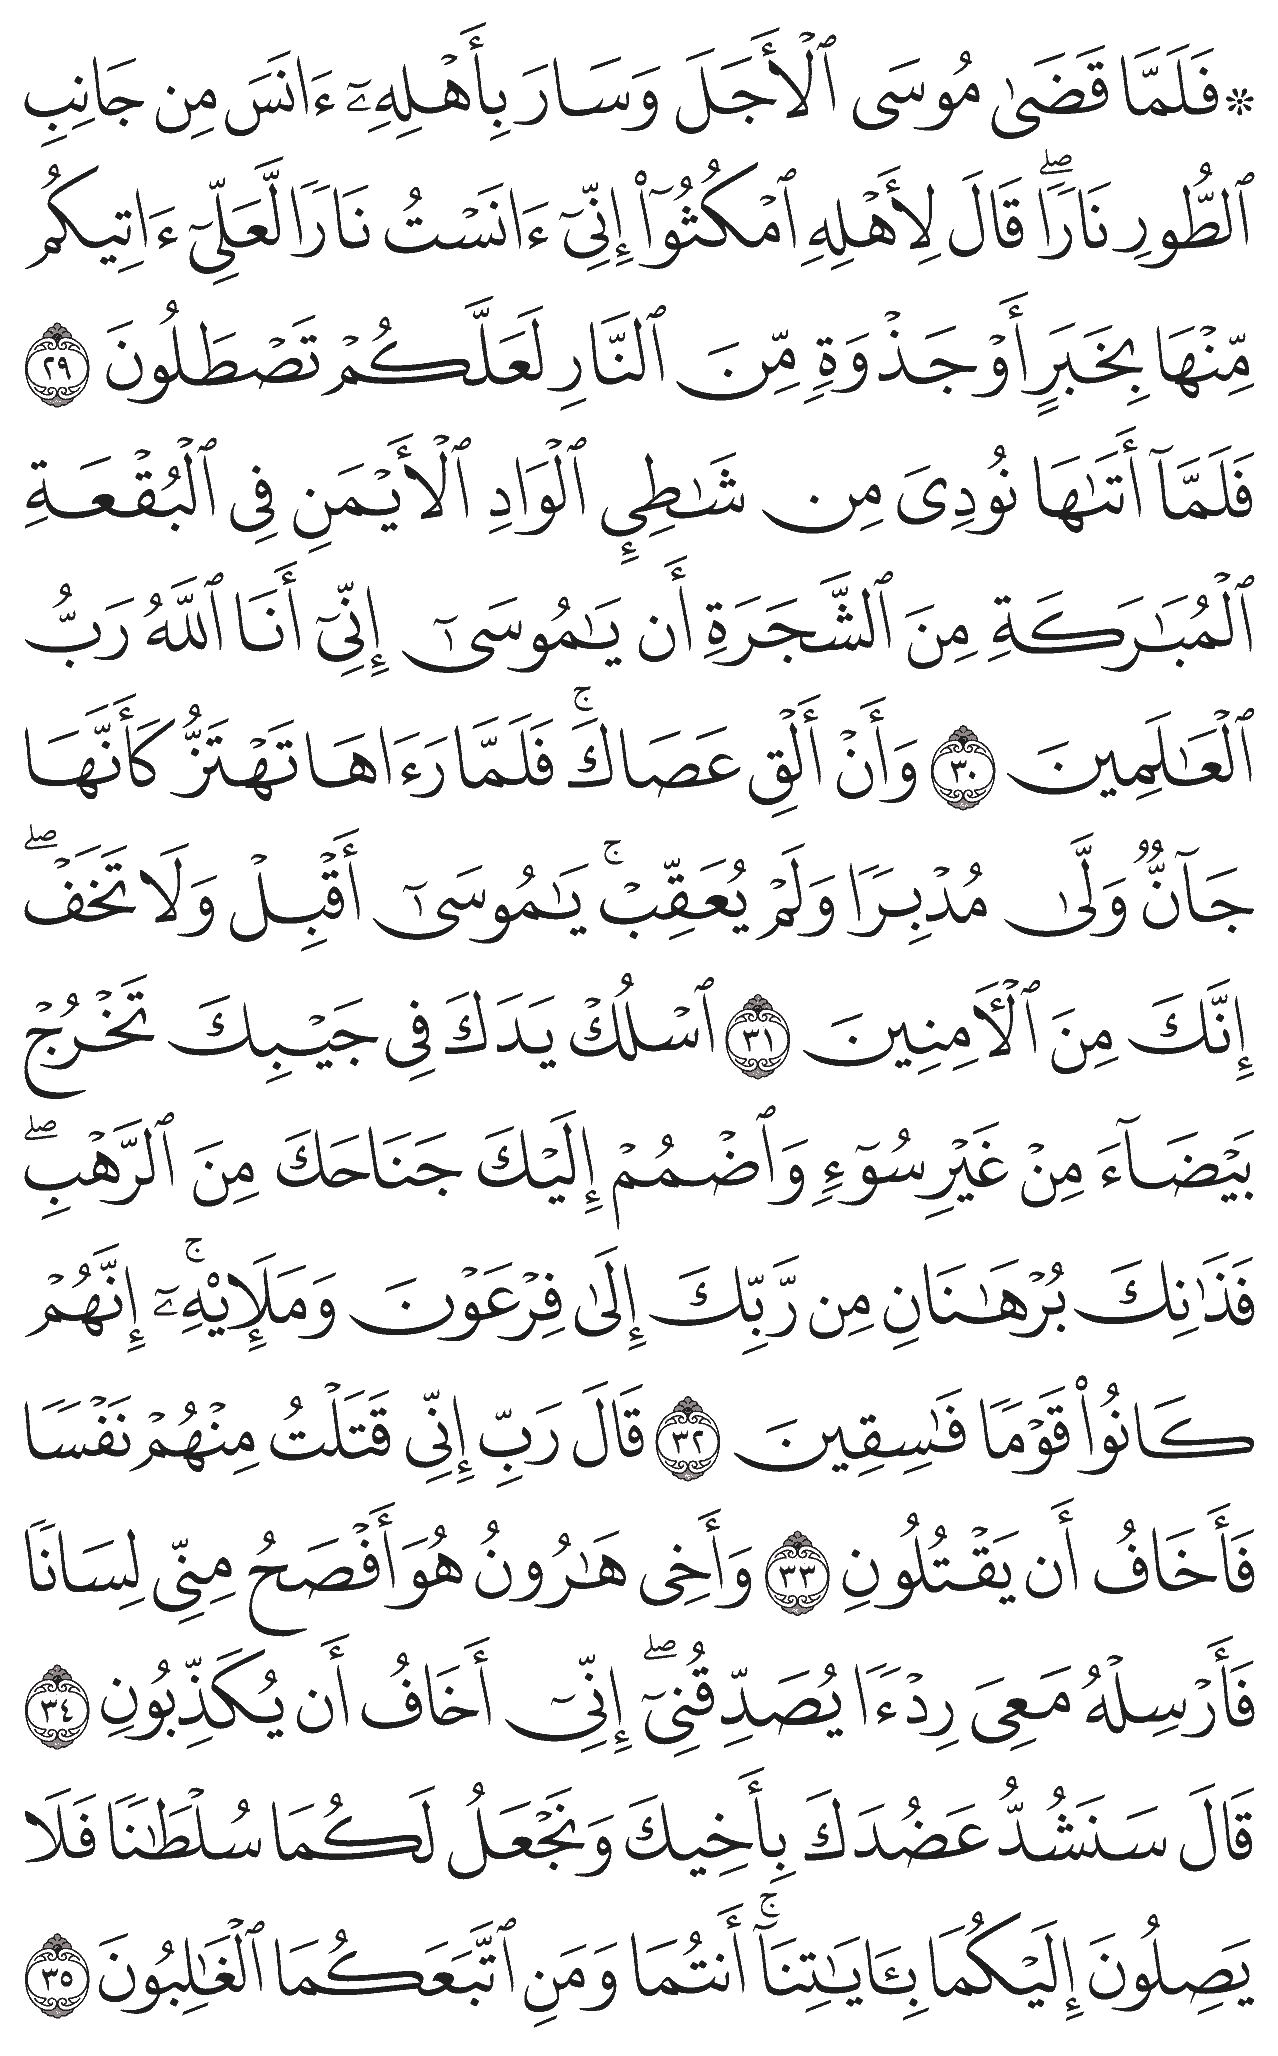 ۞ فَلَمَّا قَضَىٰ مُوسَى ٱلْأَجَلَ وَسَارَ بِأَهْلِهِۦٓ ءَانَسَ مِن جَانِبِ
ٱلطُّورِ نَارًاۖ قَالَ لِأَهْلِهِ ٱمْكُثُوٓا۟ إِنِّىٓ ءَانَسْتُ نَارًا لَّعَلِّىٓ ءَاتِيكُم
مِّنْهَا بِخَبَرٍ أَوْ جَذْوَةٍ مِّنَ ٱلنَّارِ لَعَلَّكُمْ تَصْطَلُونَ ٢٩
فَلَمَّآ أَتَىٰهَا نُودِىَ مِن شَـٰطِئِ ٱلْوَادِ ٱلْأَيْمَنِ فِى ٱلْبُقْعَةِ
ٱلْمُبَـٰرَكَةِ مِنَ ٱلشَّجَرَةِ أَن يَـٰمُوسَىٰٓ إِنِّىٓ أَنَا ٱللَّهُ رَبُّ
ٱلْعَـٰلَمِينَ ٣٠ وَأَنْ أَلْقِ عَصَاكَۚ فَلَمَّا رَءَاهَا تَهْتَزُّ كَأَنَّهَا
جَآنٌّ وَلَّىٰ مُدْبِرًا وَلَمْ يُعَقِّبْۚ يَـٰمُوسَىٰٓ أَقْبِلْ وَلَا تَخَفْۖ
إِنَّكَ مِنَ ٱلْـَٔامِنِينَ ٣١ ٱسْلُكْ يَدَكَ فِى جَيْبِكَ تَخْرُجْ
بَيْضَآءَ مِنْ غَيْرِ سُوٓءٍ وَٱضْمُمْ إِلَيْكَ جَنَاحَكَ مِنَ ٱلرَّهْبِۖ
فَذَٰنِكَ بُرْهَـٰنَانِ مِن رَّبِّكَ إِلَىٰ فِرْعَوْنَ وَمَلَإِي۟هِۦٓۚ إِنَّهُمْ
كَانُوا۟ قَوْمًا فَـٰسِقِينَ ٣٢ قَالَ رَبِّ إِنِّى قَتَلْتُ مِنْهُمْ نَفْسًا
فَأَخَافُ أَن يَقْتُلُونِ ٣٣ وَأَخِى هَـٰرُونُ هُوَ أَفْصَحُ مِنِّى لِسَانًا
فَأَرْسِلْهُ مَعِىَ رِدْءًا يُصَدِّقُنِىٓۖ إِنِّىٓ أَخَافُ أَن يُكَذِّبُونِ ٣٤
قَالَ سَنَشُدُّ عَضُدَكَ بِأَخِيكَ وَنَجْعَلُ لَكُمَا سُلْطَـٰنًا فَلَا
يَصِلُونَ إِلَيْكُمَا بِـَٔايَـٰتِنَآۚ أَنتُمَا وَمَنِ ٱتَّبَعَكُمَا ٱلْغَـٰلِبُونَ ٣٥